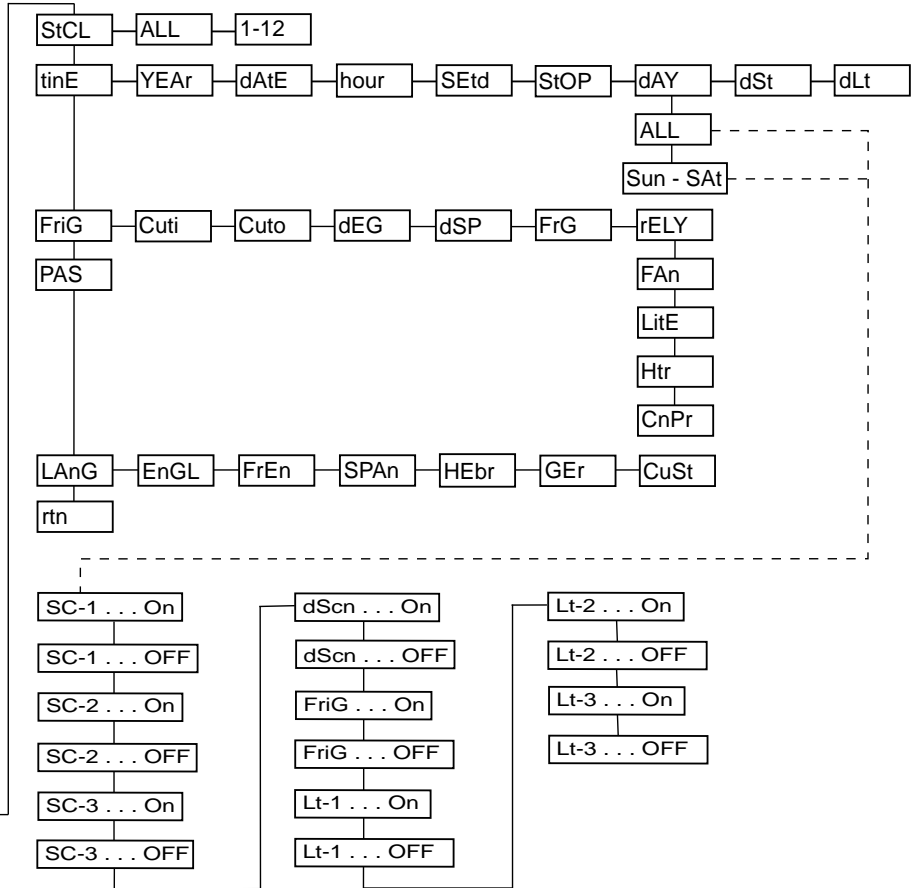 StCL ALL 1-12
tinE YEAr dAtE hour SEtd StOP dAY dSt dLt
ALL
Sun - SAt
FriG Cuti Cuto dEG dSP FrG rELY
PAS FAn
LitE
Htr
CnPr
LAnG EnGL FrEn SPAn HEbr GEr CuSt
rtn
SC-1 . . . On
SC-1 . . . OFF
SC-2 . . . On
SC-2 . . . OFF
SC-3 . . . On
SC-3 . . . OFF
dScn . . . On
dScn . . . OFF
FriG . . . On
FriG . . . OFF
Lt-1 . . . On
Lt-1 . . . OFF
Lt-2 . . . On
Lt-2 . . . OFF
Lt-3 . . . On
Lt-3 . . . OFF